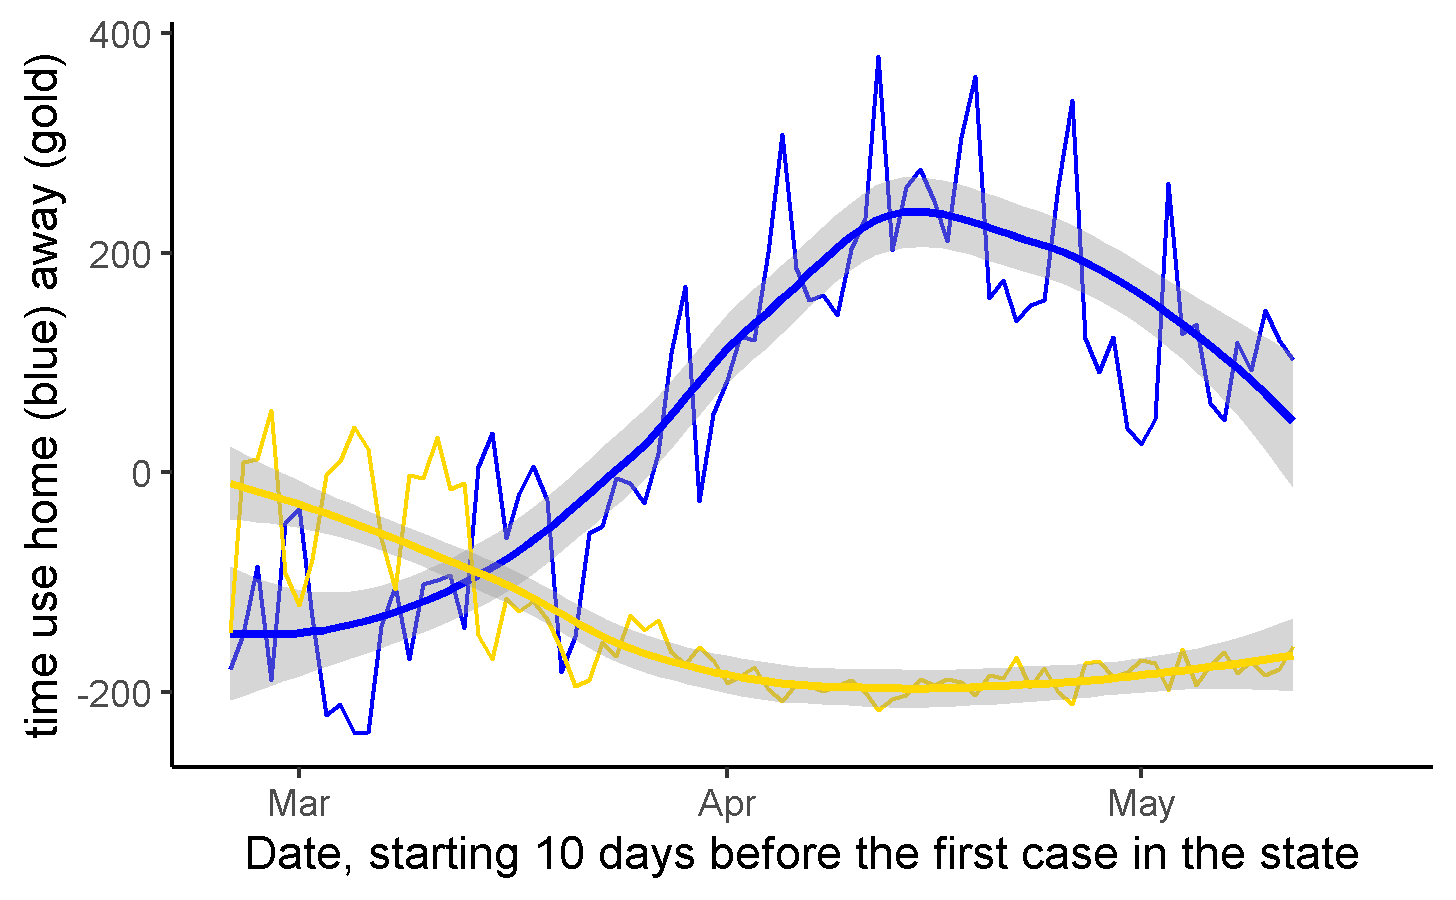 time use home (blue) away (gold)
400
200
0
-200
Mar Apr May
Date, starting 10 days before the first case in the state